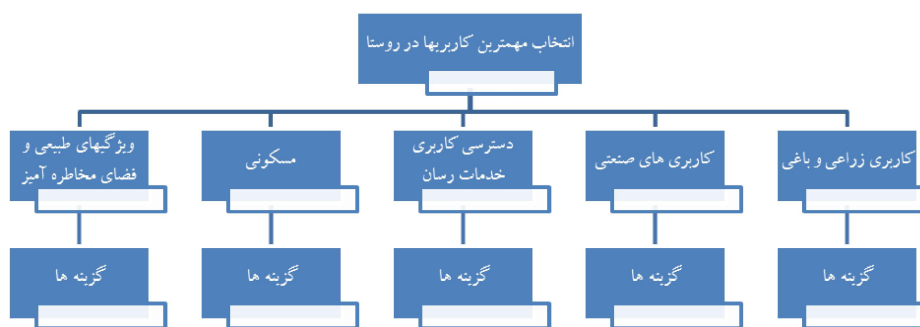 انتخاب مهمترین کاربریها در روستا
کاربری زراعی و باغی
کاربری های صنعتی
دسترسی کاربری
خدمات رسان
مسکونی
ویژگیهای طبیعی و
فضای مخاطره آمیز
گزینه ها
گزینه ها
گزینه ها
گزینه ها
گزینه ها